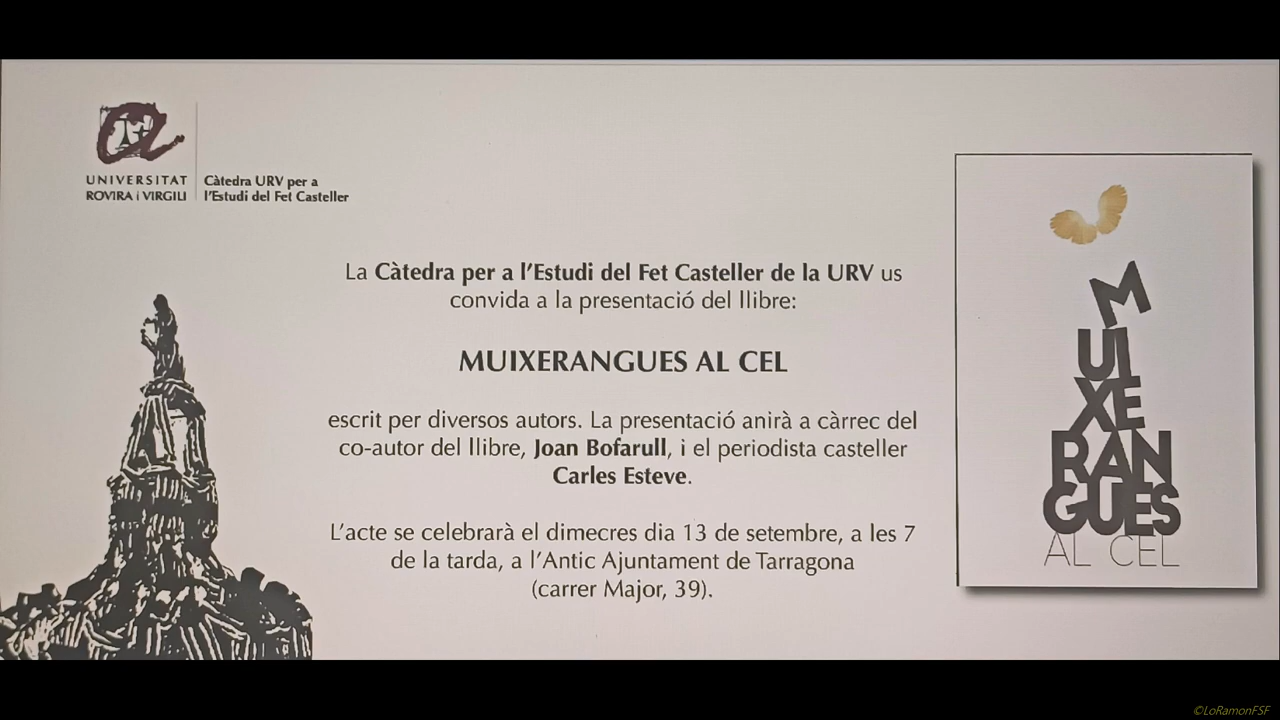 UNIVERSITAT
ROVIRA i VIRGILI
Càtedra URV per a
l'Estudi del Fet Casteller
La Càtedra per a l'Estudi del Fet Casteller de la URV us
convida a la presentació del llibre:
MUIXERANGUES AL CEL
escrit per diversos autors. La presentació anirà a càrrec del
co-autor del llibre, Joan Bofarull, i el periodista casteller
Carles Esteve.
L'acte se celebrarà el dimecres dia 13 de setembre, a les 7
de la tarda, a l'Antic Ajuntament de Tarragona
(carrer Major, 39).
M
UI
XE
RAN
GUES
AL CEL
©LoRamonFSF